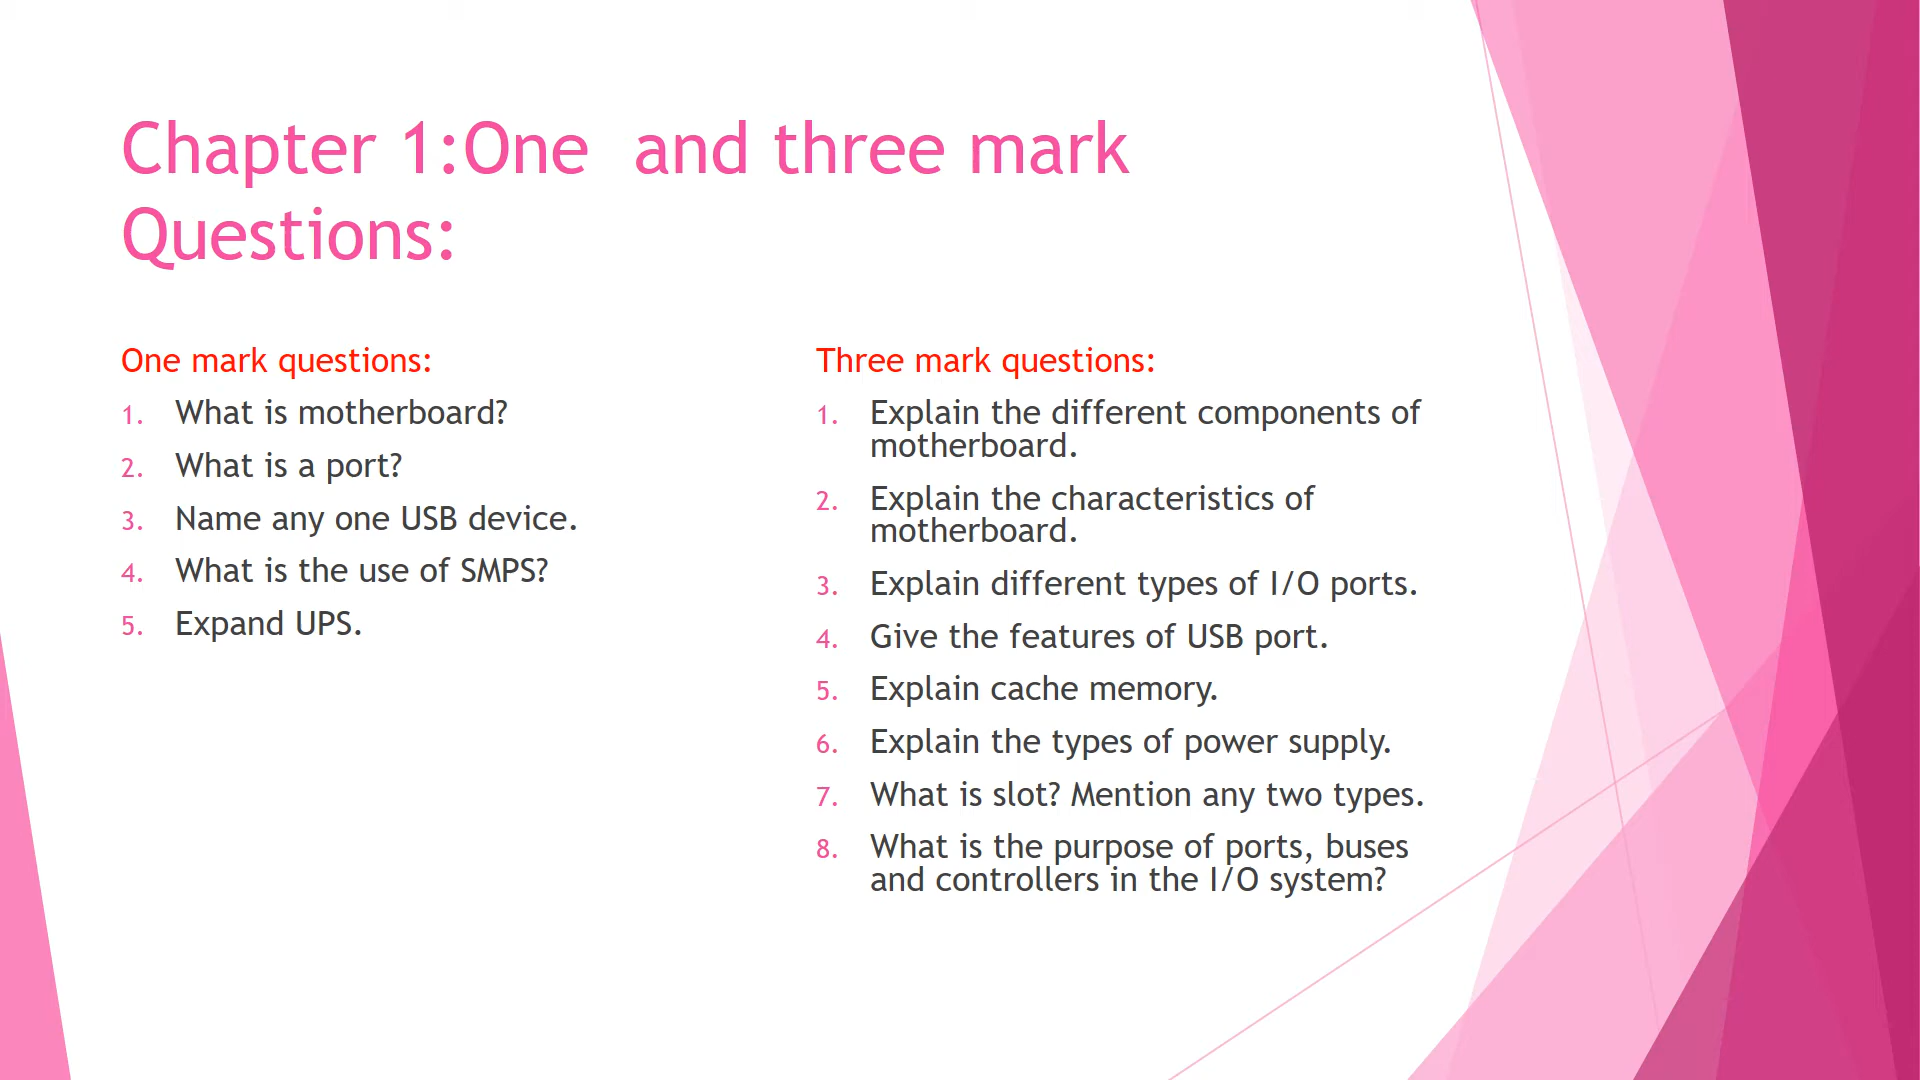 Chapter 1:One  and three mark
Questions:
One mark questions:
1. What is motherboard?
2. What is a port?
3. Name any one USB device.
4. What is the use of SMPS?
5. Expand UPS.
Three mark questions:
1. Explain the different components of
motherboard.
2. Explain the characteristics of
motherboard.
3. Explain different types of I/O ports.
4. Give the features of USB port.
5. Explain cache memory.
6. Explain the types of power supply.
7. What is slot? Mention any two types.
8. What is the purpose of ports, buses
and controllers in the I/O system?